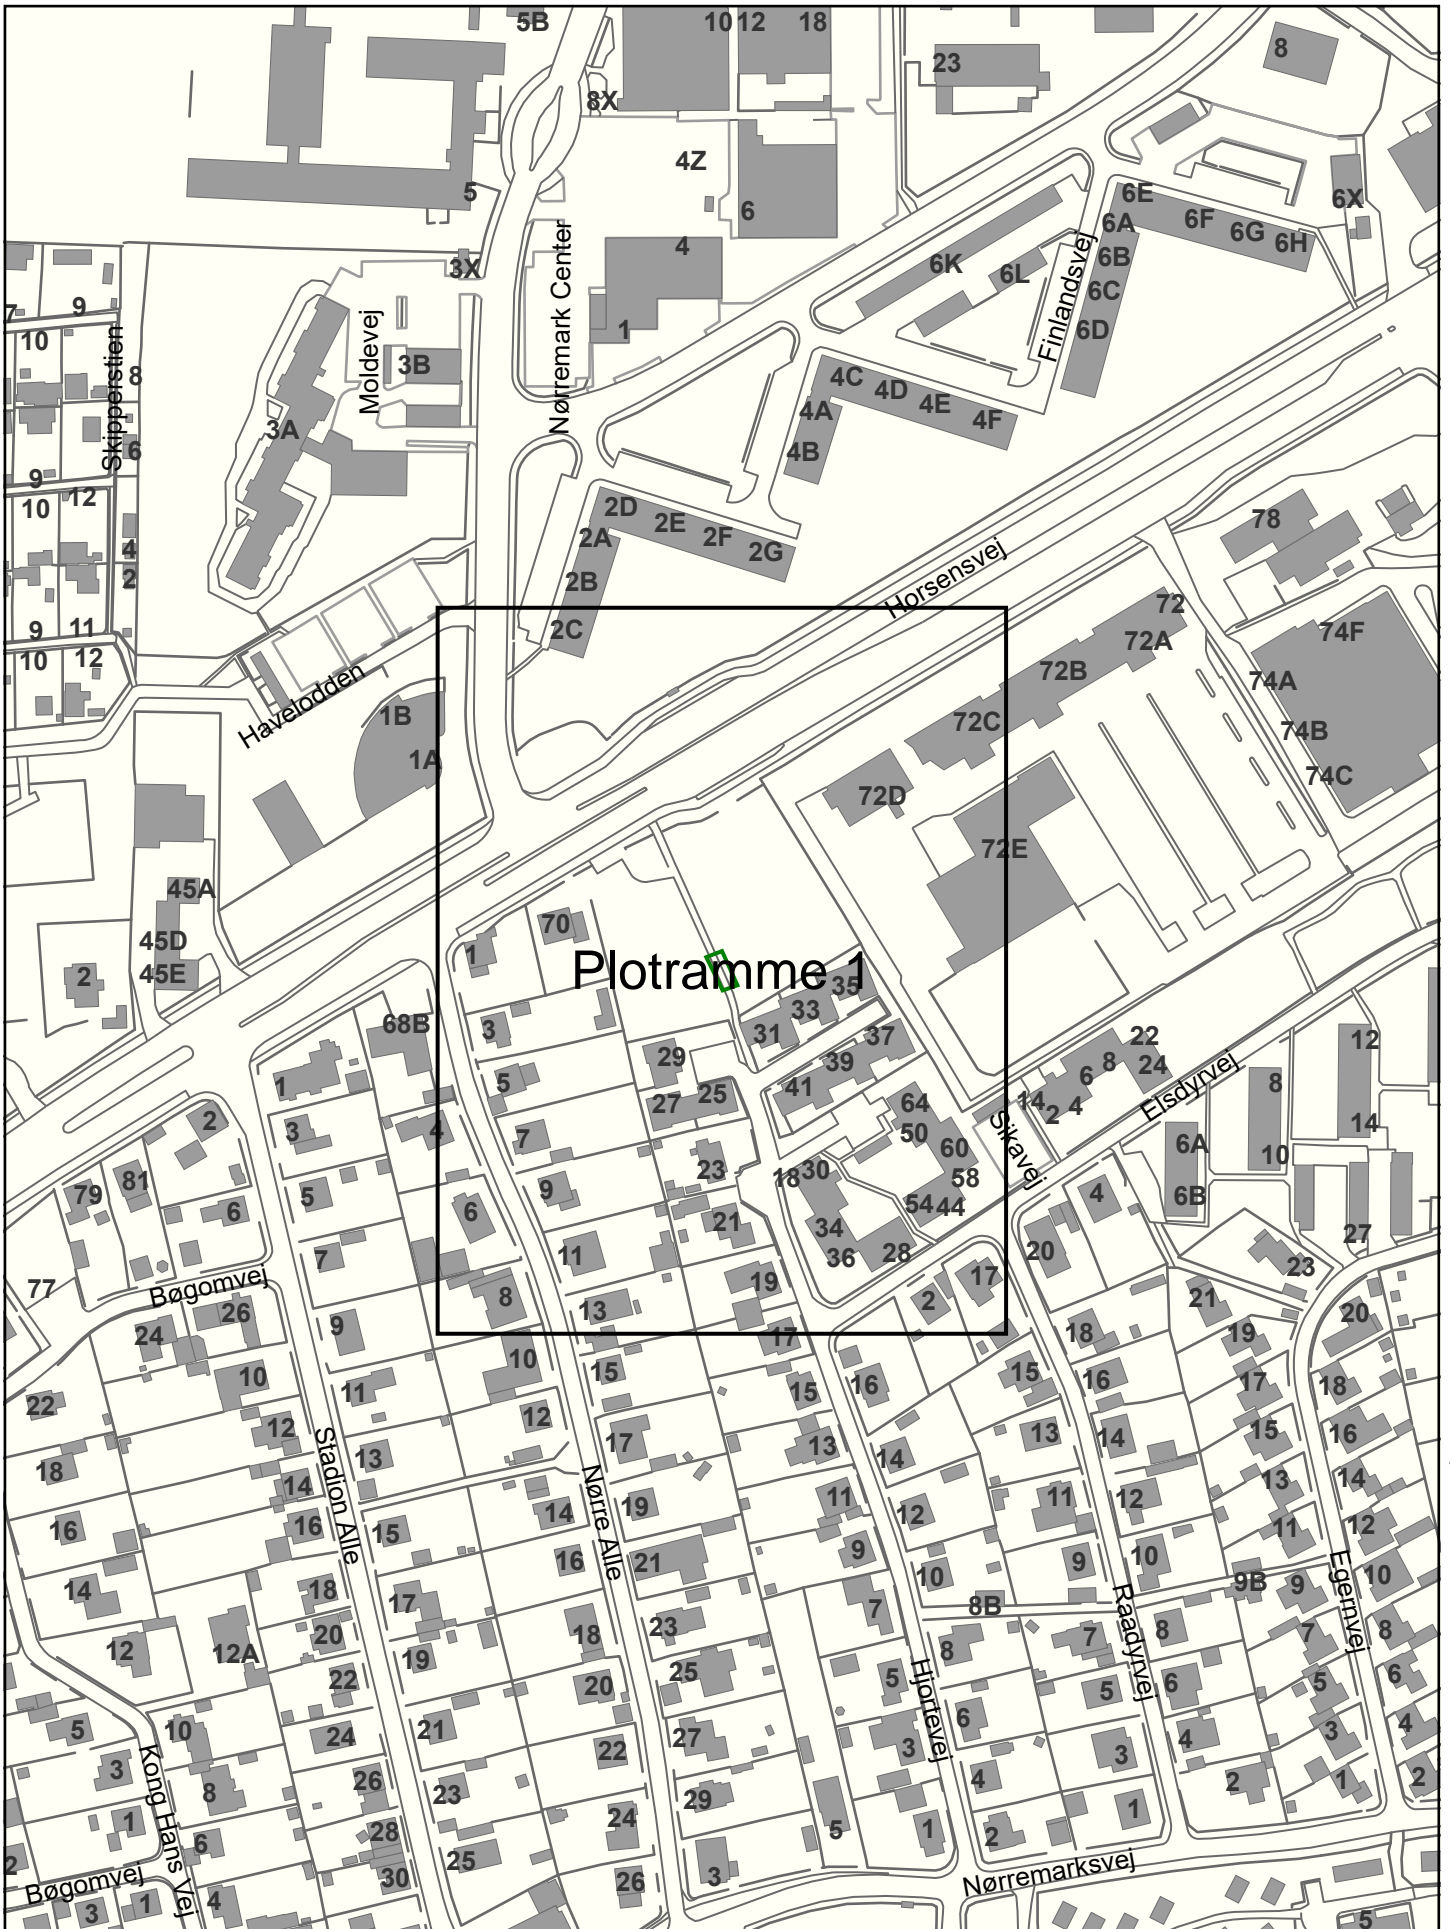 5B
10 12 18
23
8
8X
4Z
5
6
6E
6X
6A
6F
6G
6H
6B
6C
6D
6K
6L
Finlandsvej
3X
4
1
Nørremark Center
Moldevej
3B
3A
7
9
10
8
Skipperstien
6
9
12
10
4
2
9
11
10
12
4C
4D
4E
4F
4A
4B
2D
2E
2F
2G
2A
2B
2C
Horsensvej
78
72
72A
72B
72C
72D
72E
74F
74A
74B
74C
Havelodden
1B
1A
45A
45D
45E
2
70
1
Plotramme 1
35
33
31
37
39
41
68B
3
29
5
25
27
7
23
9
21
11
19
13
17
64
50
60
58
54
44
18
30
34
36
28
22
8
6
24
14
2
4
Elsdyrvej
Sikavej
12
8
14
10
6A
6B
27
4
20
23
17
2
1
2
3
4
81
79
5
6
6
7
8
77
Bøgomvej
26
24
9
10
10
22
11
12
12
18
13
14
14
16
16
15
16
14
18
17
12
12A
20
19
18
22
20
5
10
21
24
22
3
26
23
8
24
1
28
6
25
30
26
2
Bøgomvej
3
1
4
Kong Hans Vej
Stadion Alle
Nørre Alle
15
15
16
17
13
14
19
11
12
21
9
10
23
7
8B
8
25
5
6
27
3
4
29
5
1
2
3
Hjortevej
Nørremarksvej
Raadyrvej
Egernvej
21
20
18
19
15
16
17
18
13
14
15
16
11
12
13
14
11
12
9
10
9B
9
10
7
8
7
8
5
6
5
6
3
4
3
4
1
2
1
2
5